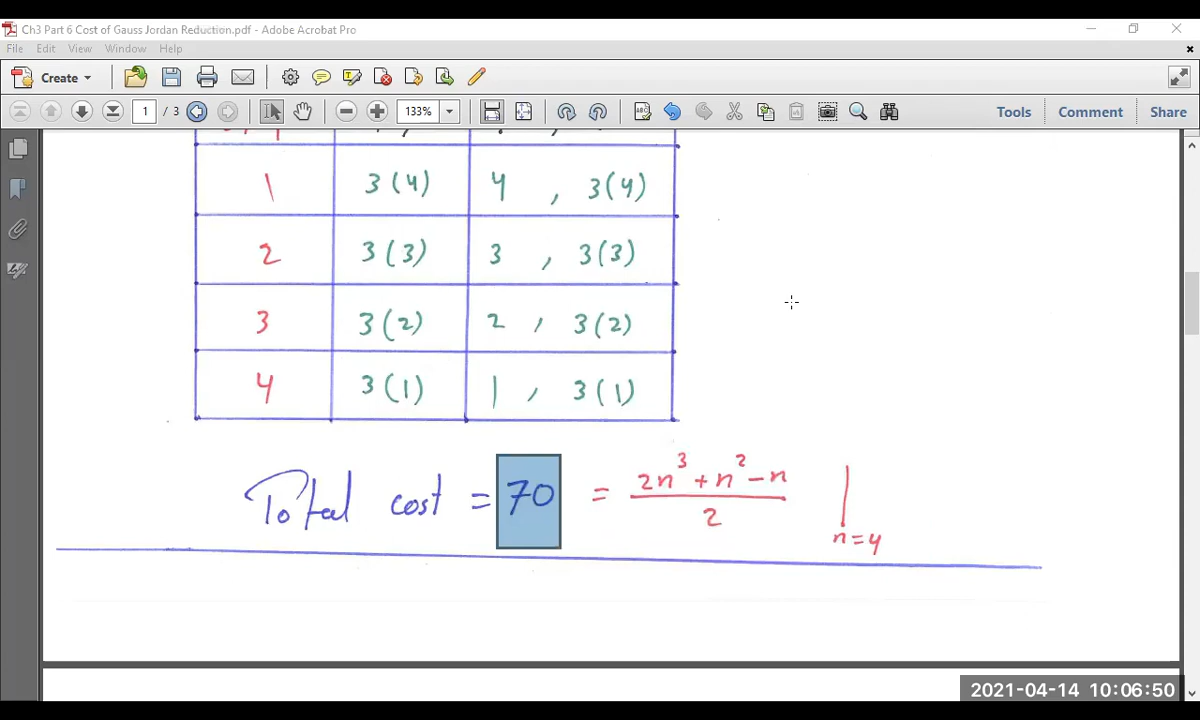 Ch3 Part 6 Cost of Gauss Jordan Reduction.pdf - Adobe Acrobat Pro
File Edit View Window Help
Create
1 / 3 133% Tools Comment Share
1 3(4) 4 , 3(4)
2 3(3) 3 , 3(3)
3 3(2) 2 , 3(2)
4 3(1) 1 , 3(1)
Total cost = 70 = (2n³+n²-n)/2 |n=4
2021-04-14 10:06:50